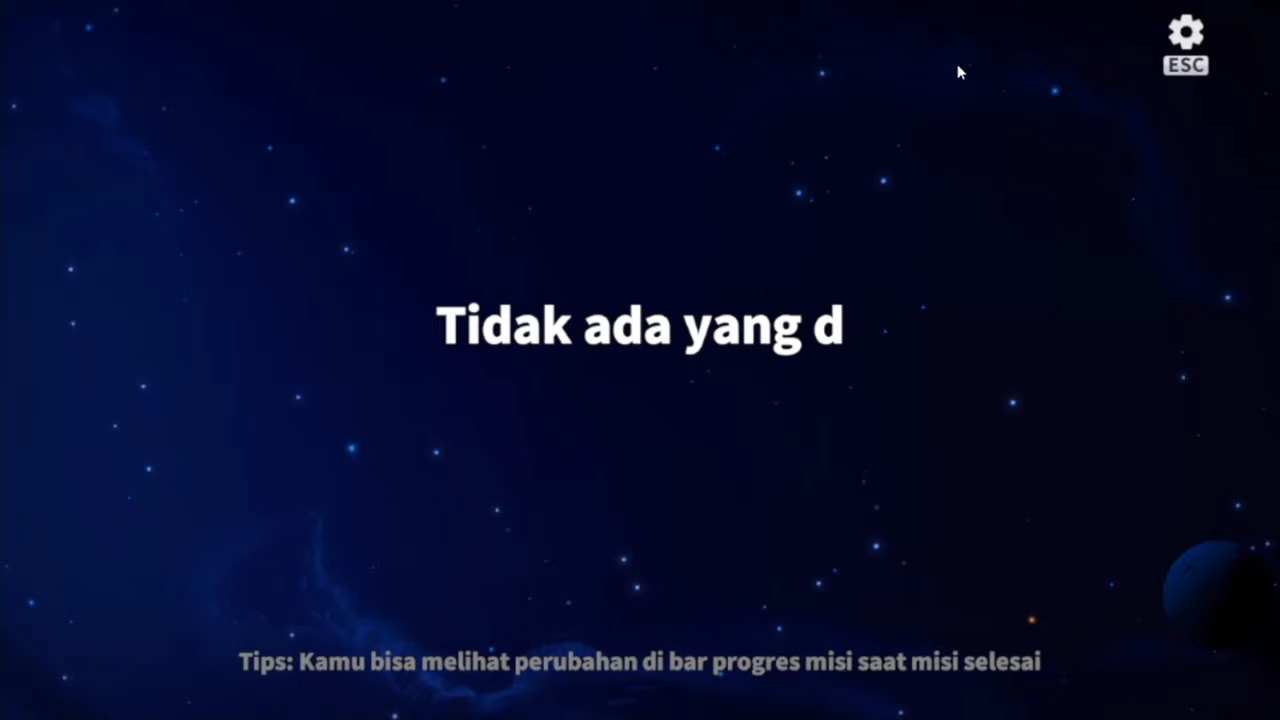 ESC
Tidak ada yang d
Tips: Kamu bisa melihat perubahan di bar progres misi saat misi selesai